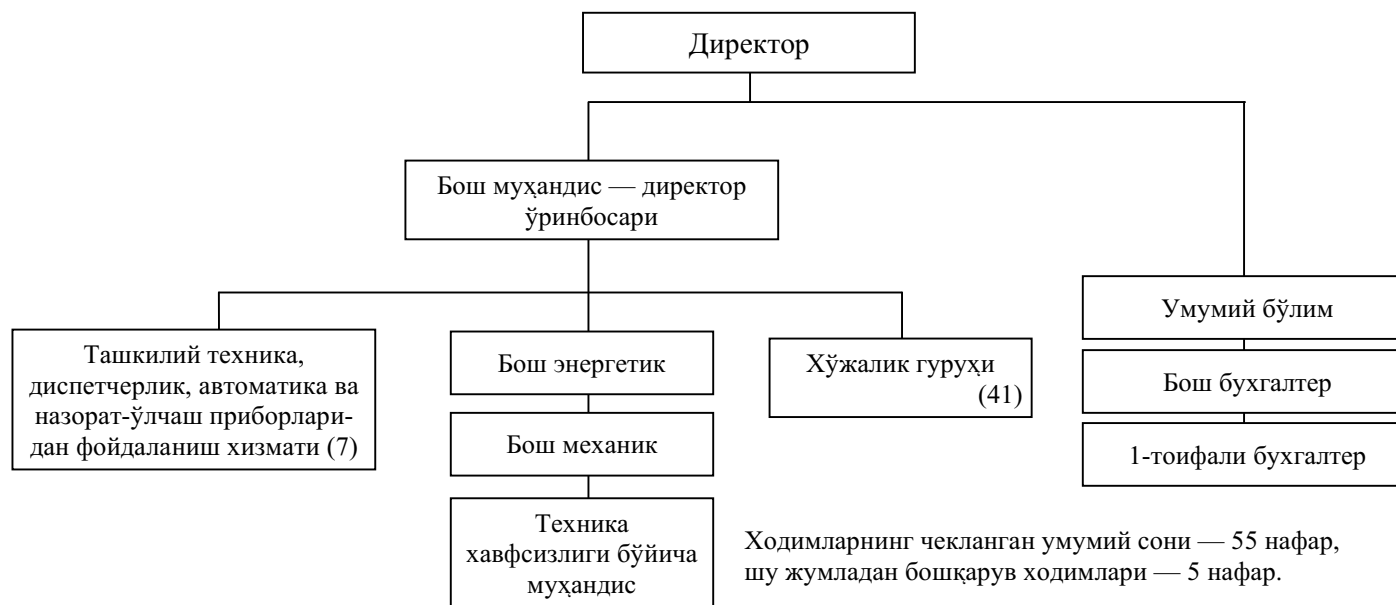 Директор
Бош муҳандис — директор
ўринбосари
Ташкилий техника,
диспетчерлик, автоматика ва
назорат-ўлчаш приборлари-
дан фойдаланиш хизмати (7)
Бош энергетик
Бош механик
Техника
хавфсизлиги бўйича
муҳандис
Хўжалик гуруҳи
(41)
Умумий бўлим
Бош бухгалтер
1-тоифали бухгалтер
Ходимларнинг чекланган умумий сони — 55 нафар,
шу жумладан бошқарув ходимлари — 5 нафар.